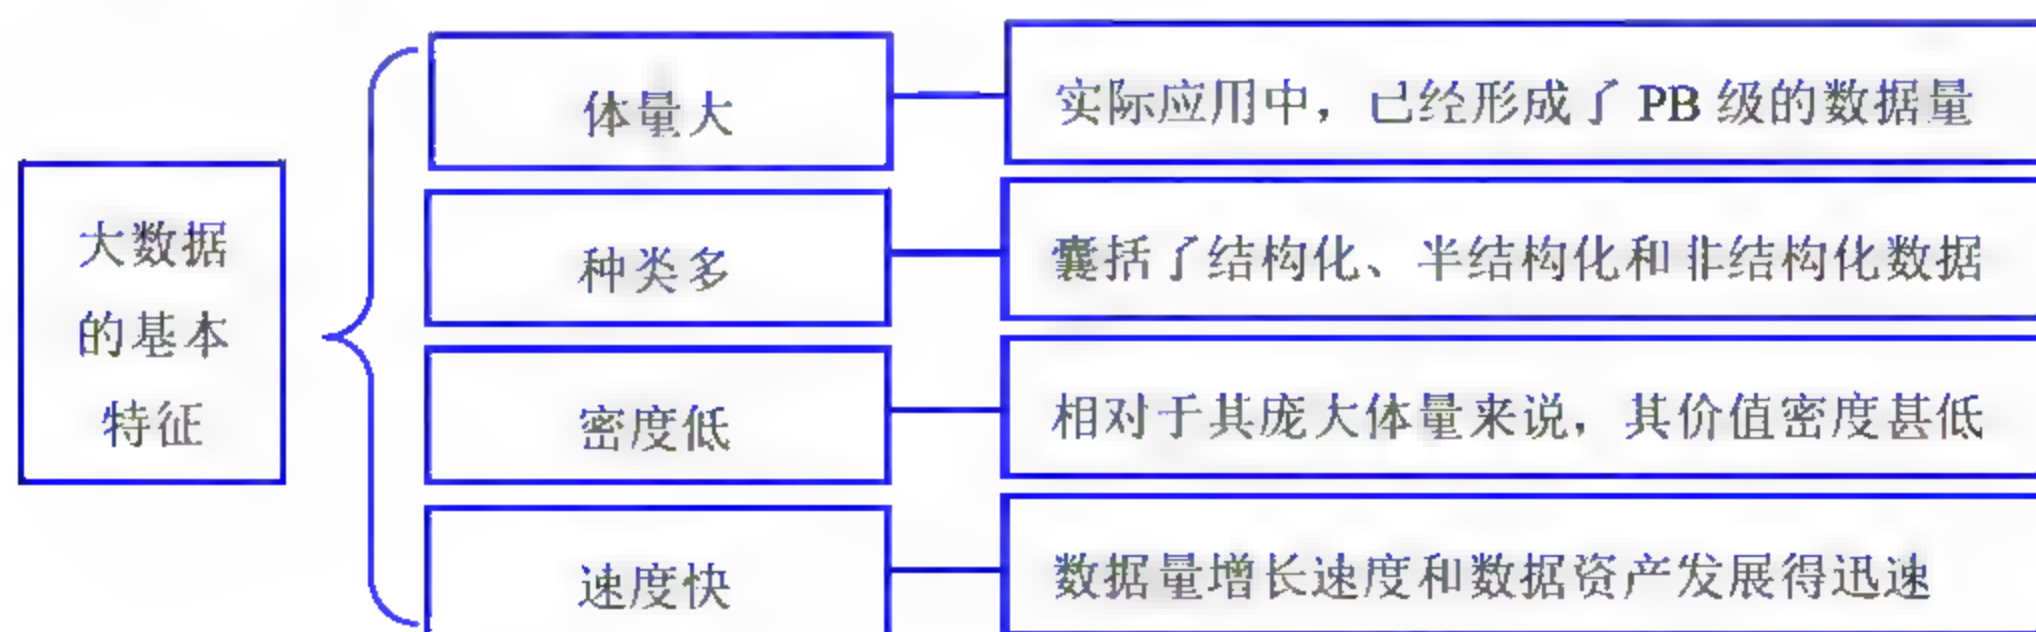 大数据
的基本
特征
体量大
实际应用中，已经形成了 PB 级的数据量
种类多
囊括了结构化、半结构化和非结构化数据
密度低
相对于其庞大体量来说，其价值密度甚低
速度快
数据量增长速度和数据资产发展得迅速